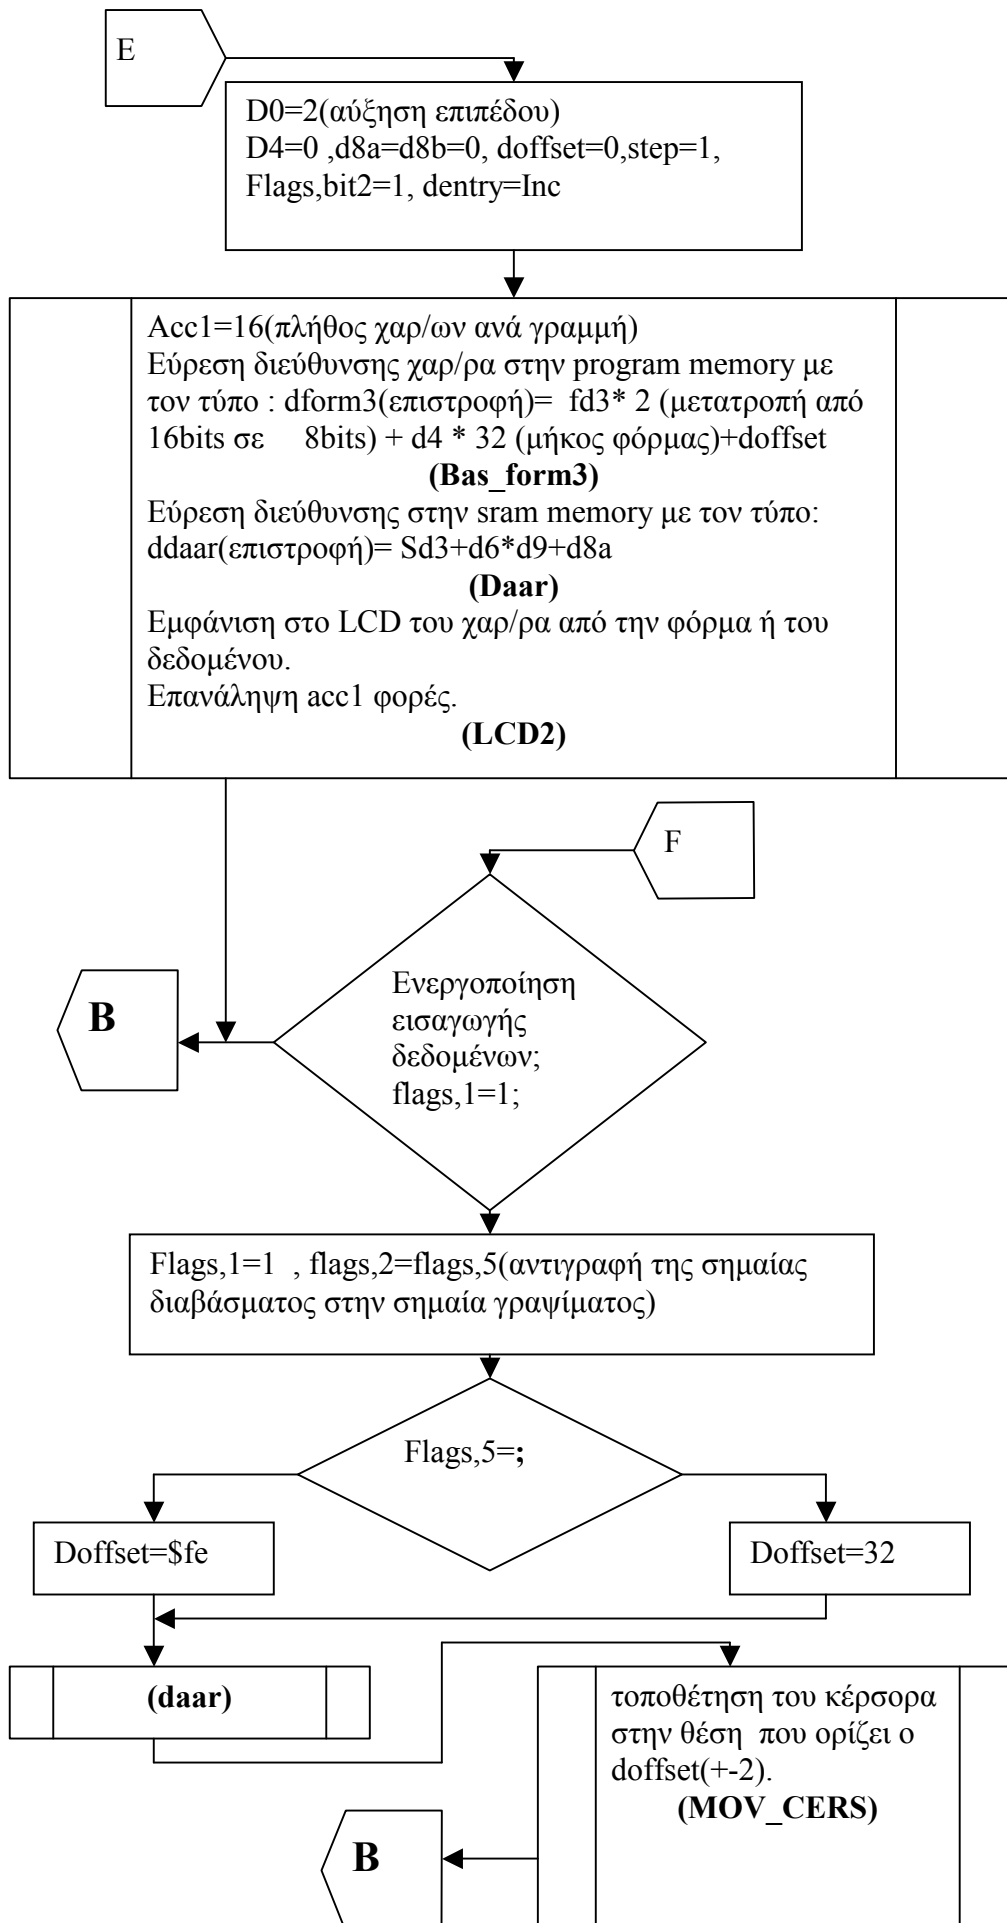 E
D0=2(αύξηση επιπέδου)
D4=0 ,d8a=d8b=0, doffset=0,step=1,
Flags,bit2=1, dentry=Inc
Acc1=16(πλήθος χαρ/ων ανά γραμμή)
Εύρεση διεύθυνσης χαρ/ρα στην program memory με
τον τύπο : dform3(επιστροφή)= fd3* 2 (μετατροπή από
16bits σε 8bits) + d4 * 32 (μήκος φόρμας)+doffset
(Bas_form3)
Εύρεση διεύθυνσης στην sram memory με τον τύπο:
ddaar(επιστροφή)= Sd3+d6*d9+d8a
(Daar)
Εμφάνιση στο LCD του χαρ/ρα από την φόρμα ή του
δεδομένου.
Επανάληψη acc1 φορές.
(LCD2)
F
B
Ενεργοποίηση
εισαγωγής
δεδομένων;
flags,1=1;
Flags,1=1 , flags,2=flags,5(αντιγραφή της σημαίας
διαβάσματος στην σημαία γραψίματος)
Flags,5=;
Doffset=$fe
Doffset=32
(daar)
τοποθέτηση του κέρσορα
στην θέση που ορίζει ο
doffset(+-2).
(MOV_CERS)
B